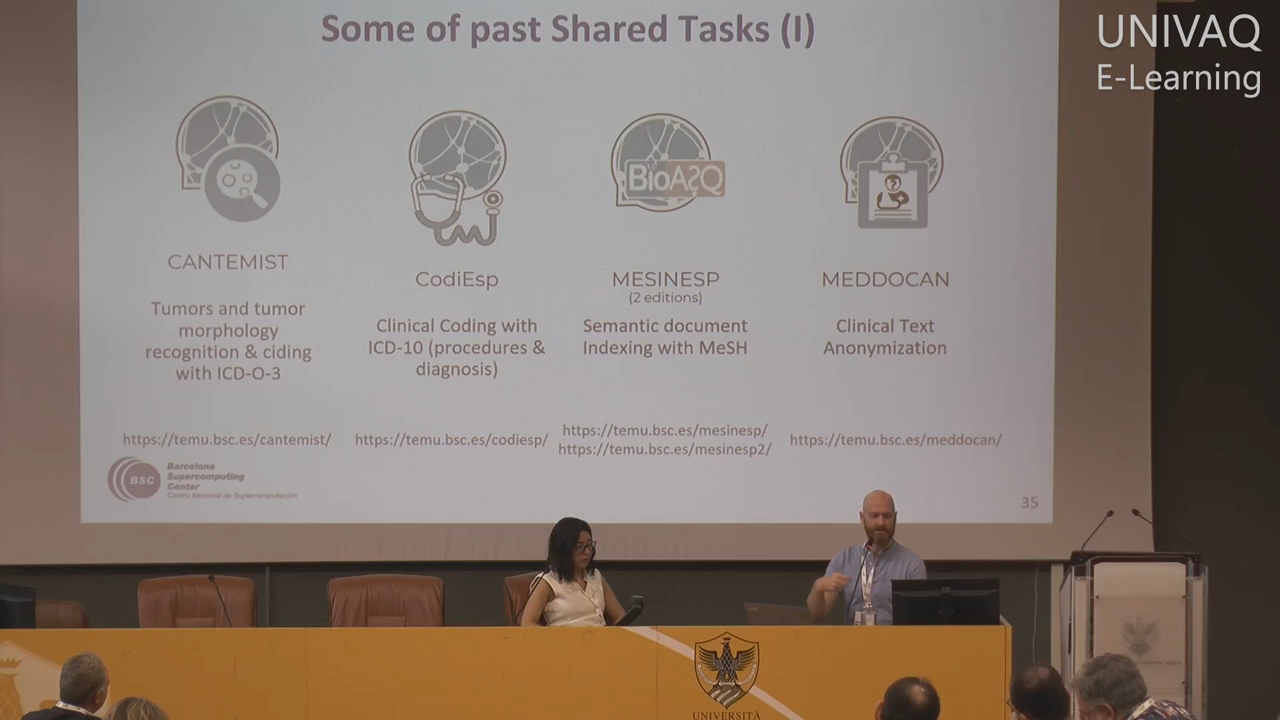 Some of past Shared Tasks (I)
UNIVAQ
E-Learning
BioASQ
CANTEMIST
Tumors and tumor
morphology
recognition & ciding
with ICD-O-3
https://temu.bsc.es/cantemist/
CodiEsp
Clinical Coding with
ICD-10 (procedures &
diagnosis)
https://temu.bsc.es/codiesp/
MESINESP
(2 editions)
Semantic document
Indexing with MeSH
https://temu.bsc.es/mesinesp/
https://temu.bsc.es/mesinesp2/
MEDDOCAN
Clinical Text
Anonymization
https://temu.bsc.es/meddocan/
BSC
Barcelona
Supercomputing
Center
Centro Nacional de Supercomputación
35
UNIVERSITÀ